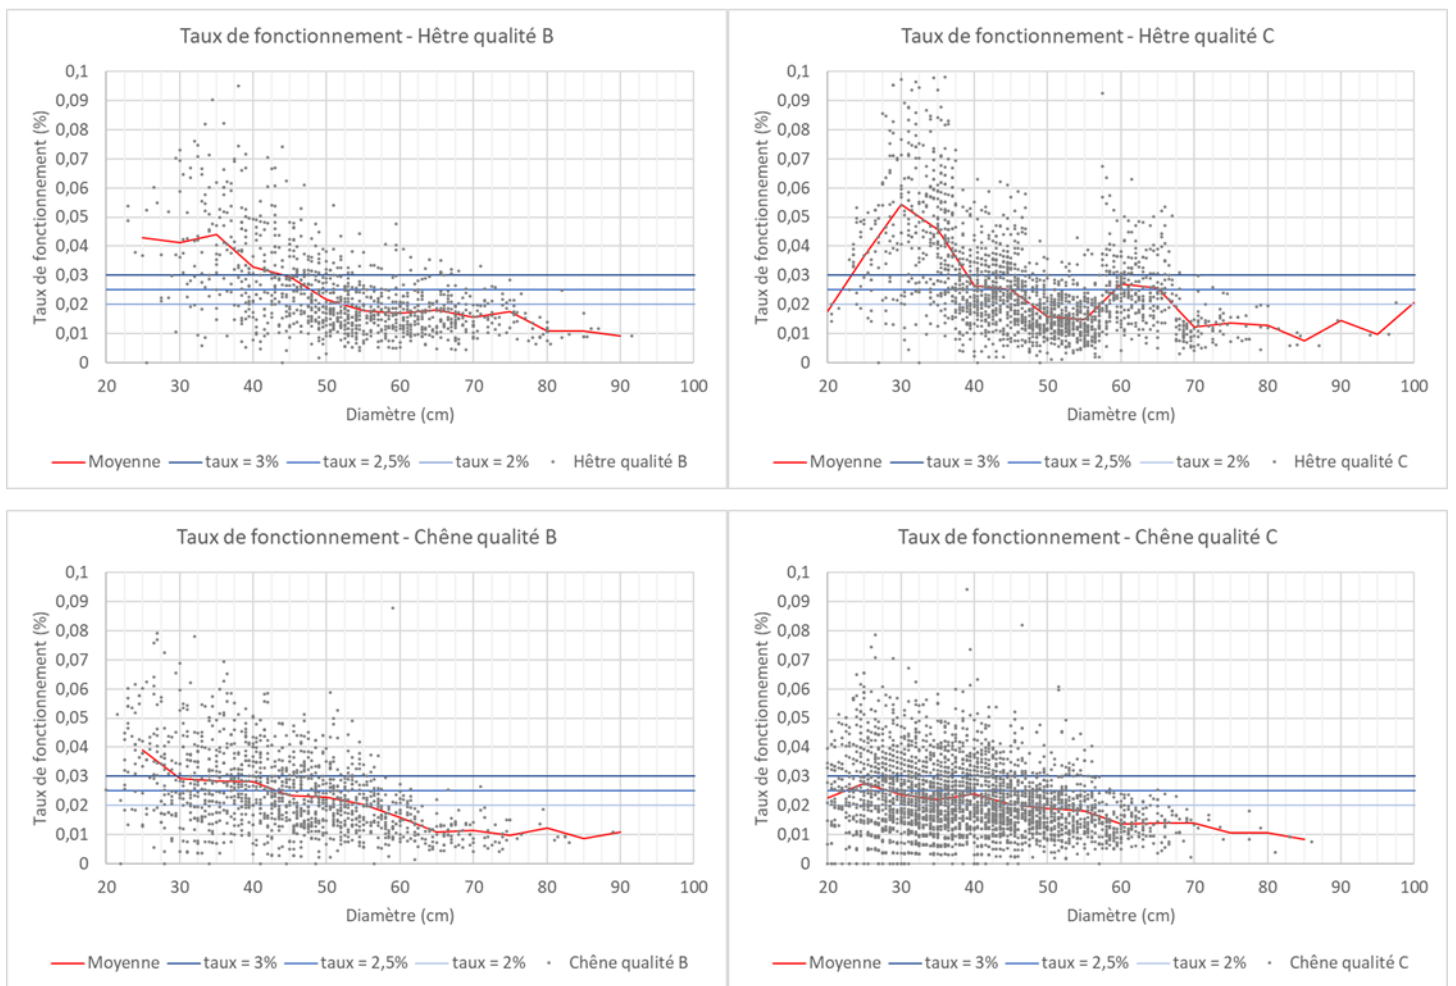 Taux de fonctionnement - Hêtre qualité B
Taux de fonctionnement (%)
0,1
0,09
0,08
0,07
0,06
0,05
0,04
0,03
0,02
0,01
0
20 30 40 50 60 70 80 90 100
Diamètre (cm)
Moyenne taux = 3% taux = 2,5% taux = 2% Hêtre qualité B
Taux de fonctionnement - Hêtre qualité C
Taux de fonctionnement (%)
0,1
0,09
0,08
0,07
0,06
0,05
0,04
0,03
0,02
0,01
0
20 30 40 50 60 70 80 90 100
Diamètre (cm)
Moyenne taux = 3% taux = 2,5% taux = 2% Hêtre qualité C
Taux de fonctionnement - Chêne qualité B
Taux de fonctionnement (%)
0,1
0,09
0,08
0,07
0,06
0,05
0,04
0,03
0,02
0,01
0
20 30 40 50 60 70 80 90 100
Diamètre (cm)
Moyenne taux = 3% taux = 2,5% taux = 2% Chêne qualité B
Taux de fonctionnement - Chêne qualité C
Taux de fonctionnement (%)
0,1
0,09
0,08
0,07
0,06
0,05
0,04
0,03
0,02
0,01
0
20 30 40 50 60 70 80 90 100
Diamètre (cm)
Moyenne taux = 3% taux = 2,5% taux = 2% Chêne qualité C